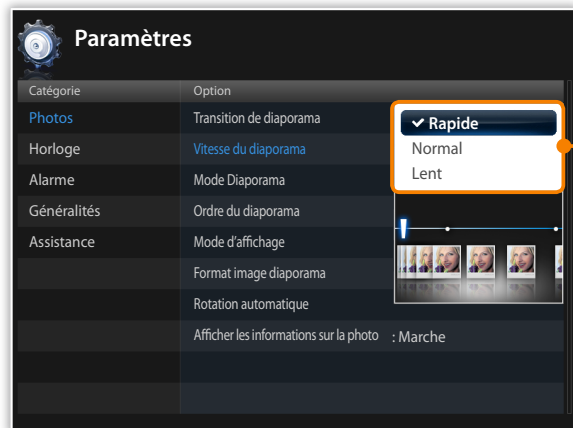 Paramètres
Catégorie Option
Photos Transition de diaporama
✔ Rapide
Horloge Vitesse du diaporama
Normal
Alarme Mode Diaporama
Lent
Généralités Ordre du diaporama
Assistance Mode d'affichage
Format image diaporama
Rotation automatique
Afficher les informations sur la photo : Marche